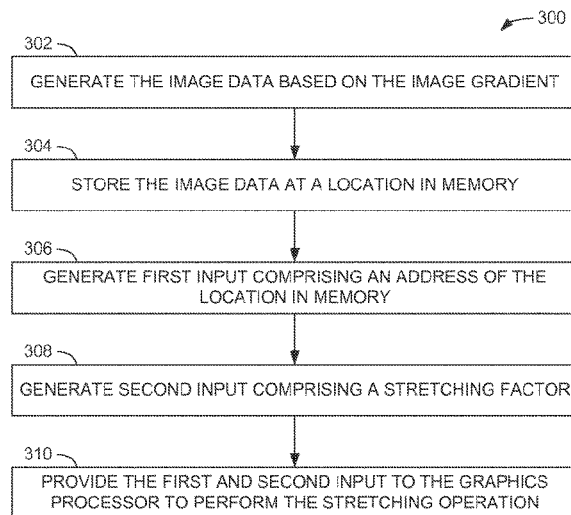 300
302
GENERATE THE IMAGE DATA BASED ON THE IMAGE GRADIENT
304
STORE THE IMAGE DATA AT A LOCATION IN MEMORY
306
GENERATE FIRST INPUT COMPRISING AN ADDRESS OF THE
LOCATION IN MEMORY
308
GENERATE SECOND INPUT COMPRISING A STRETCHING FACTOR
310
PROVIDE THE FIRST AND SECOND INPUT TO THE GRAPHICS
PROCESSOR TO PERFORM THE STRETCHING OPERATION